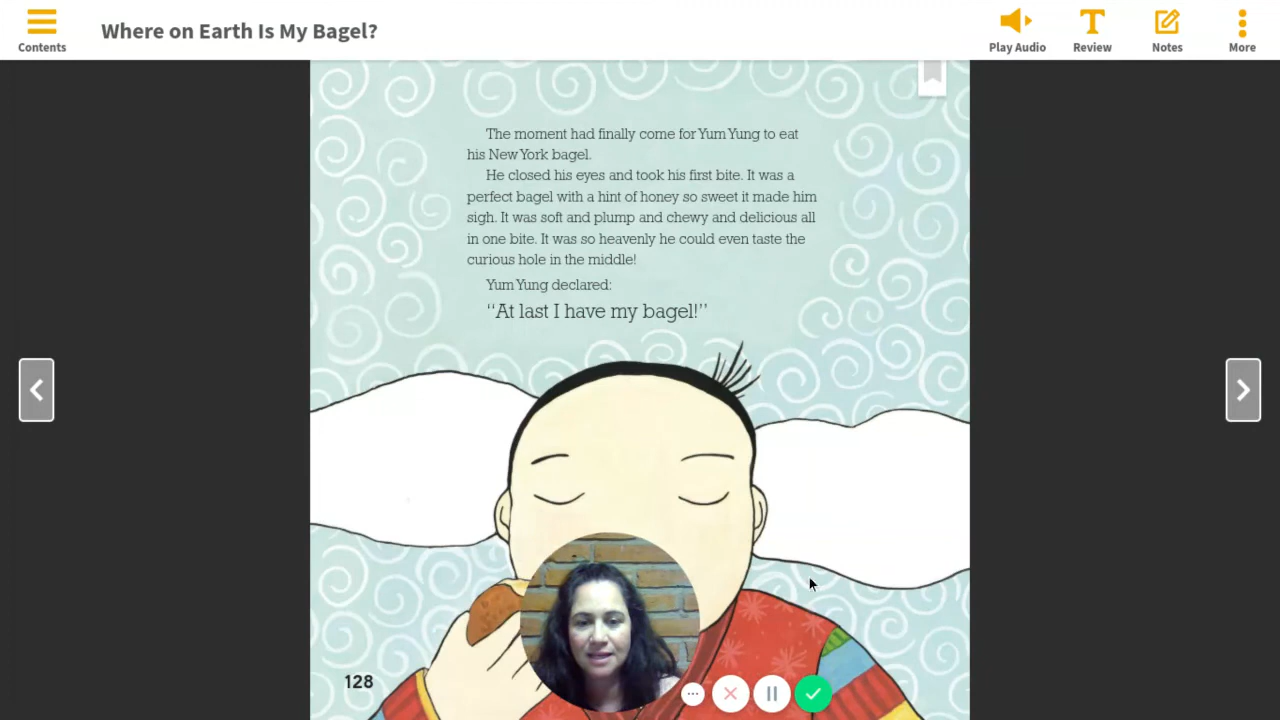 Where on Earth Is My Bagel?
Contents
Play Audio
Review
Notes
More
The moment had finally come for Yum Yung to eat
his New York bagel.
He closed his eyes and took his first bite. It was a
perfect bagel with a hint of honey so sweet it made him
sigh. It was soft and plump and chewy and delicious all
in one bite. It was so heavenly he could even taste the
curious hole in the middle!
Yum Yung declared:
“At last I have my bagel!”
128